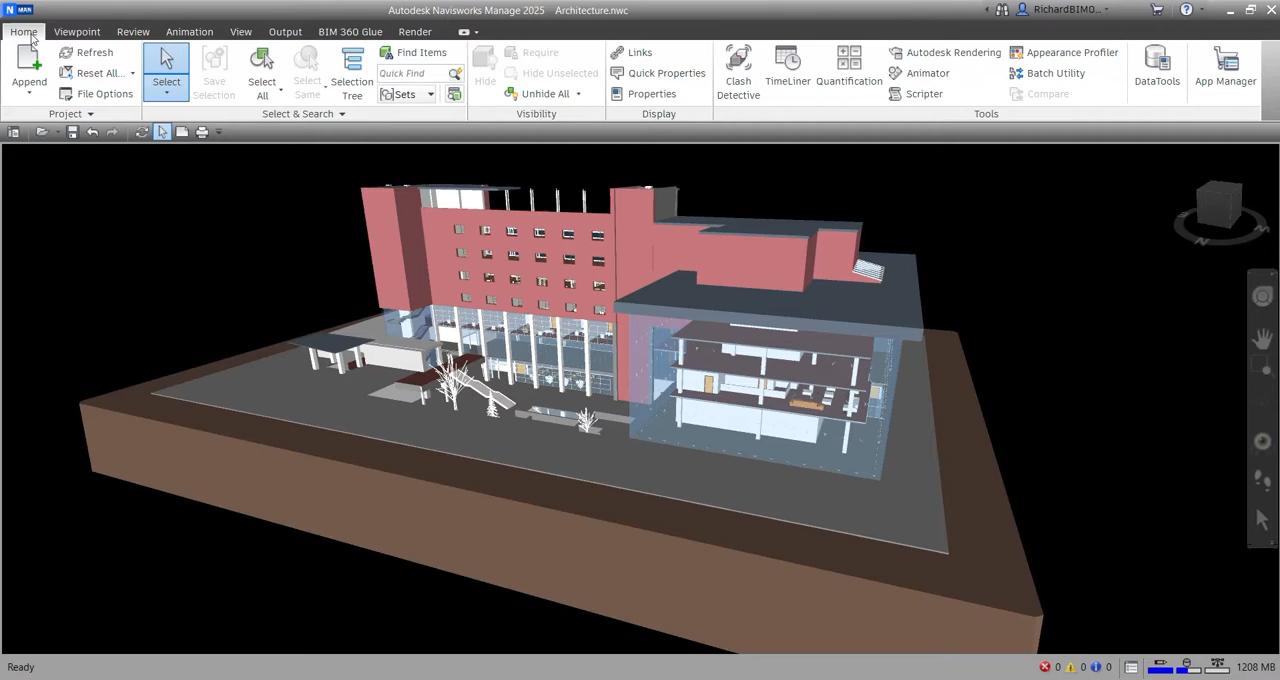 N MAN
Autodesk Navisworks Manage 2025 Architecture.nwc
RichardBIMO...
Home Viewpoint Review Animation View Output BIM 360 Glue Render
Append
Refresh
Reset All...
File Options
Project
Select
Save Selection
Select All
Select Same
Selection Tree
Find Items
Quick Find
Sets
Select & Search
Hide
Require
Hide Unselected
Unhide All
Visibility
Links
Quick Properties
Properties
Display
Clash Detective
TimeLiner
Quantification
Autodesk Rendering
Animator
Scripter
Appearance Profiler
Batch Utility
Compare
Tools
DataTools
App Manager
N
Ready
0 0 0
1208 MB